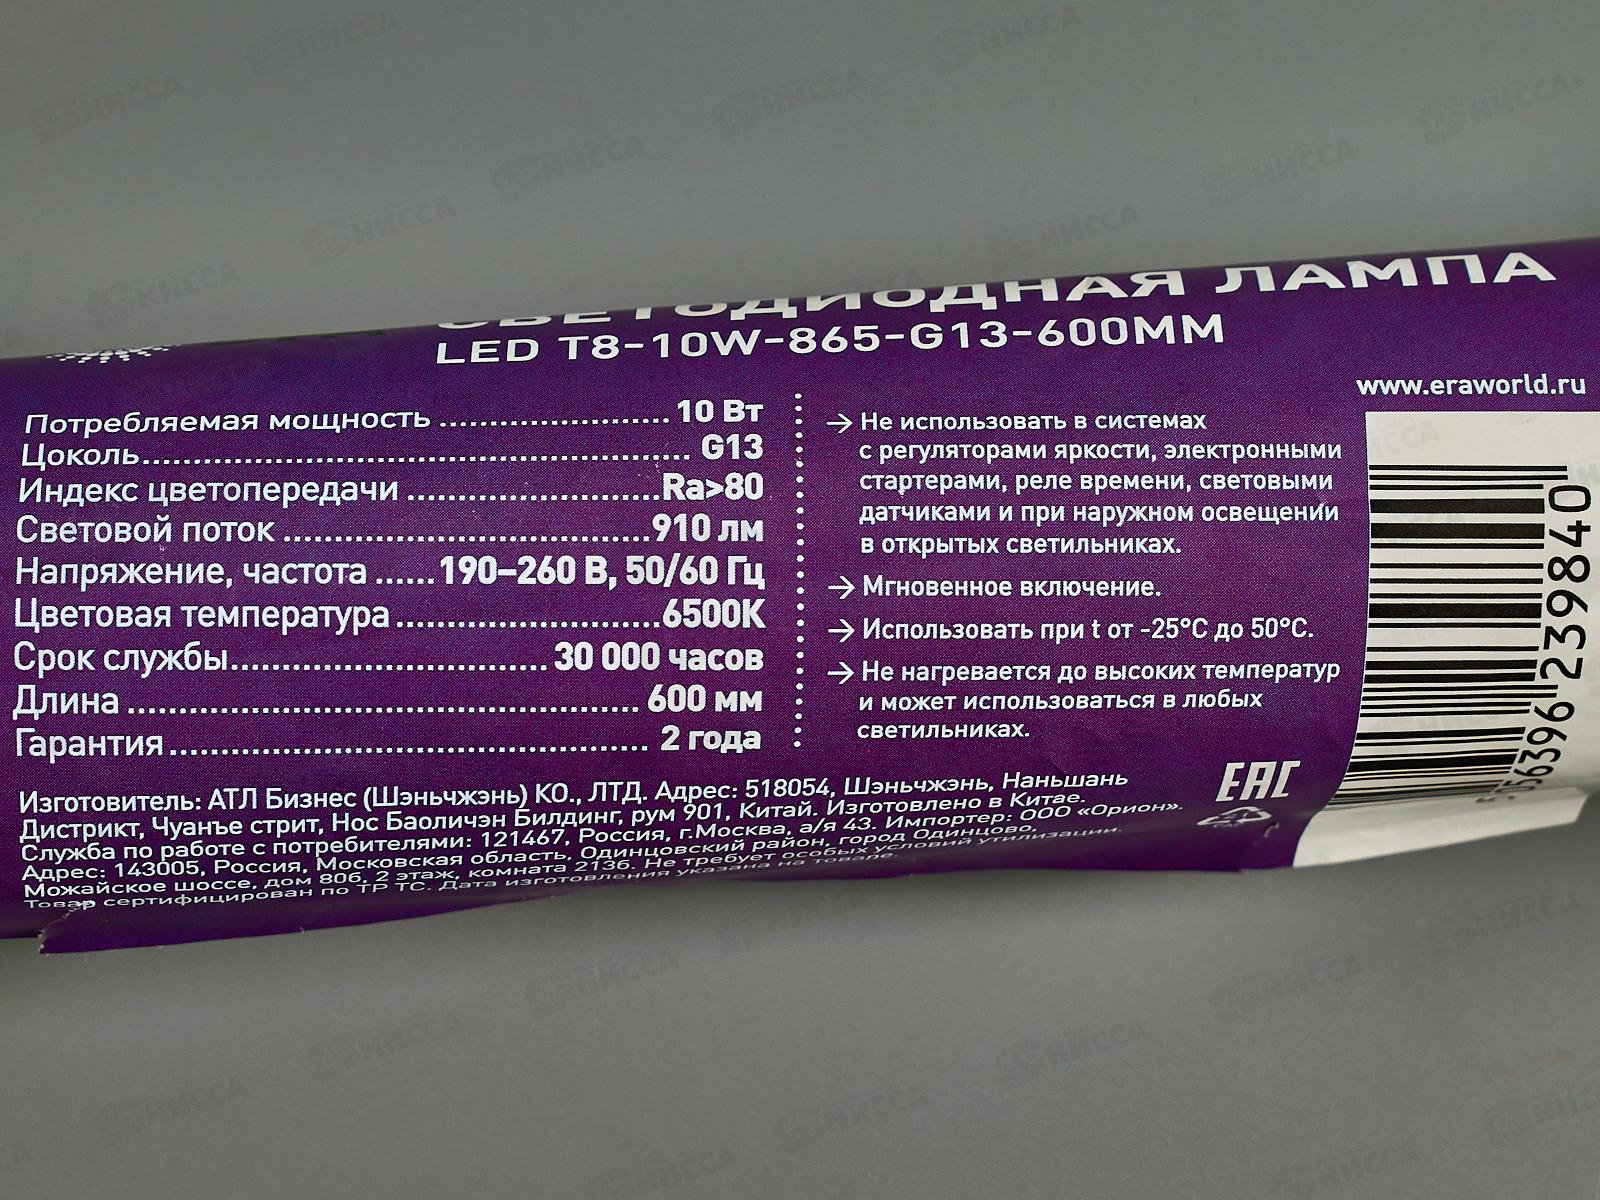 СВЕТОДИОДНАЯ ЛАМПА
LED T8-10W-865-G13-600MM
www.eraworld.ru
Потребляемая мощность ..................... 10 Вт
Цоколь.................................................. G13
Индекс цветопередачи ......................Ra>80
Световой поток ................................910 лм
Напряжение, частота ......190–260 В, 50/60 Гц
Цветовая температура.......................6500K
Срок службы............................ 30 000 часов
Длина ............................................. 600 мм
Гарантия.......................................... 2 года
→ Не использовать в системах
с регуляторами яркости, электронными
стартерами, реле времени, световыми
датчиками и при наружном освещении
в открытых светильниках.
→ Мгновенное включение.
→ Использовать при t от -25°C до 50°C.
→ Не нагревается до высоких температур
и может использоваться в любых
светильниках.
Изготовитель: АТЛ Бизнес (Шэньчжэнь) КО., ЛТД. Адрес: 518054, Шэньчжэнь, Наньшань
Дистрикт, Чуанъе стрит, Нос Баоличэн Билдинг, рум 901, Китай. Изготовлено в Китае.
Служба по работе с потребителями: 121467, Россия, г.Москва, а/я 43. Импортер: ООО «Орион».
Адрес: 143005, Россия, Московская область, Одинцовский район, город Одинцово,
Можайское шоссе, дом 80б, 2 этаж, комната 213б. Не требует особых условий утилизации.
Товар сертифицирован по ТР ТС. Дата изготовления указана на товаре.
EAC
5 056396 239840
НИССА